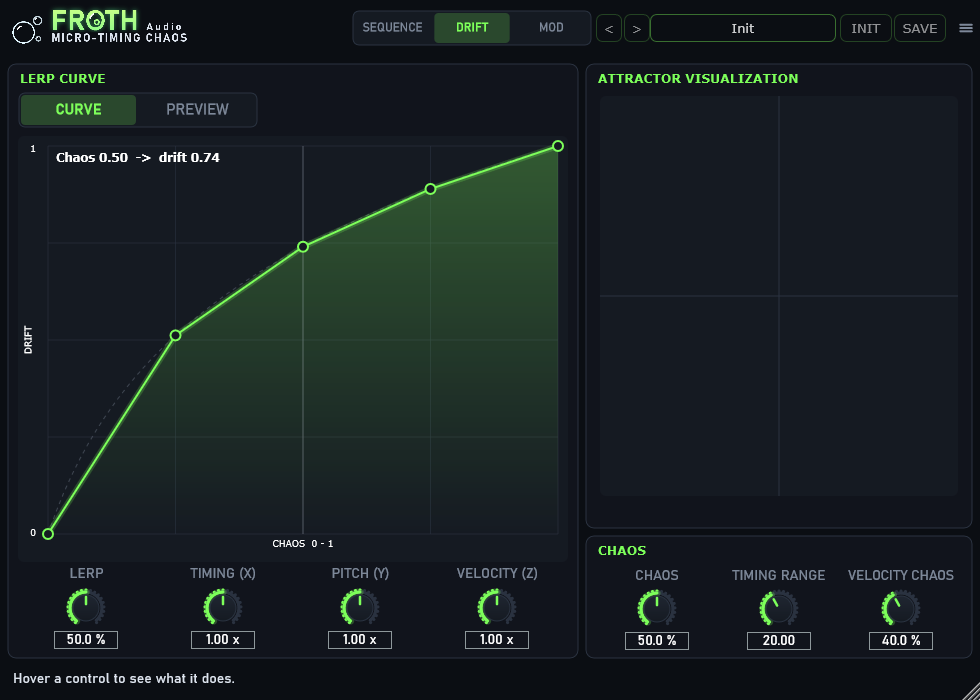 FROTH Audio
MICRO-TIMING CHAOS
SEQUENCE DRIFT MOD < > Init INIT SAVE
LERP CURVE
CURVE PREVIEW
1
Chaos 0.50 -> drift 0.74
DRIFT
0
CHAOS 0 - 1
LERP TIMING (X) PITCH (Y) VELOCITY (Z)
50.0 % 1.00 x 1.00 x 1.00 x
ATTRACTOR VISUALIZATION
CHAOS
CHAOS TIMING RANGE VELOCITY CHAOS
50.0 % 20.00 40.0 %
Hover a control to see what it does.